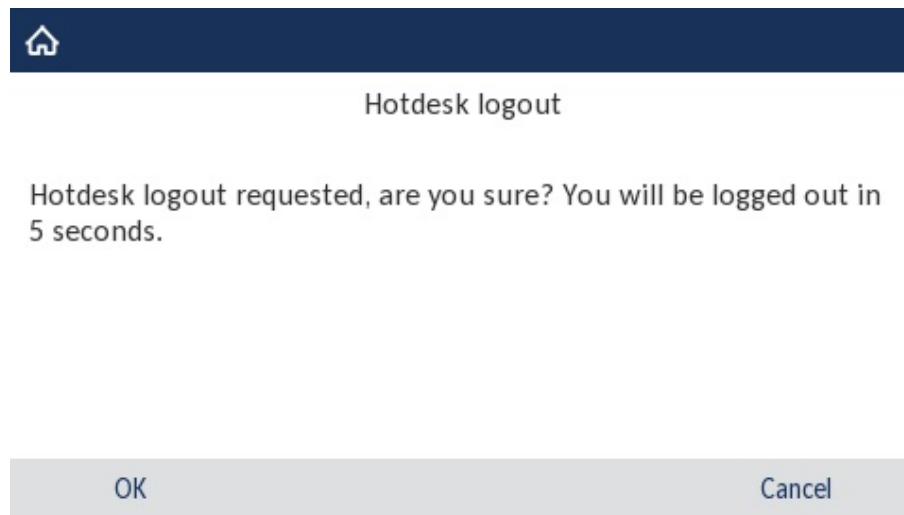 Hotdesk logout
Hotdesk logout requested, are you sure? You will be logged out in
5 seconds.
OK
Cancel